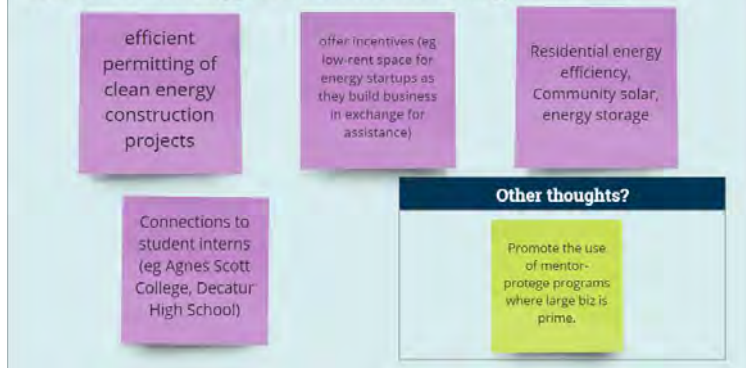 efficient
permitting of
clean energy
construction
projects
offer incentives (eg
low-rent space for
energy startups as
they build business
in exchange for
assistance)
Residential energy
efficiency,
Community solar,
energy storage
Connections to
student interns
(eg Agnes Scott
College, Decatur
High School)
Other thoughts?
Promote the use
of mentor-
protege programs
where large biz is
prime.